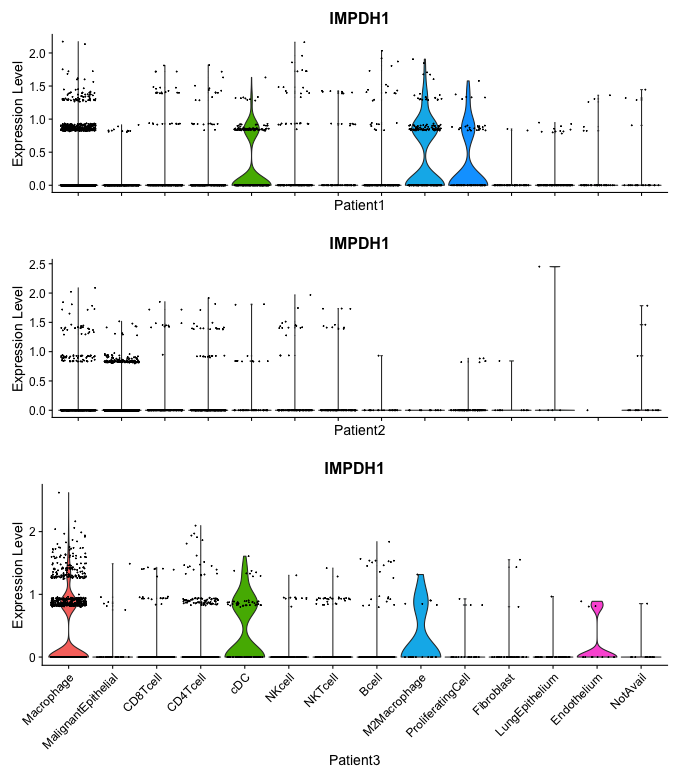 IMPDH1
Expression Level
2.0
1.5
1.0
0.5
0.0
Patient1
IMPDH1
Expression Level
2.5
2.0
1.5
1.0
0.5
0.0
Patient2
IMPDH1
Expression Level
2
1
0
Macrophage
MalignantEpithelial
CD8Tcell
CD4Tcell
cDC
NKcell
NKTcell
Bcell
M2Macrophage
ProliferatingCell
Fibroblast
LungEpithelium
Endothelium
NotAvail
Patient3